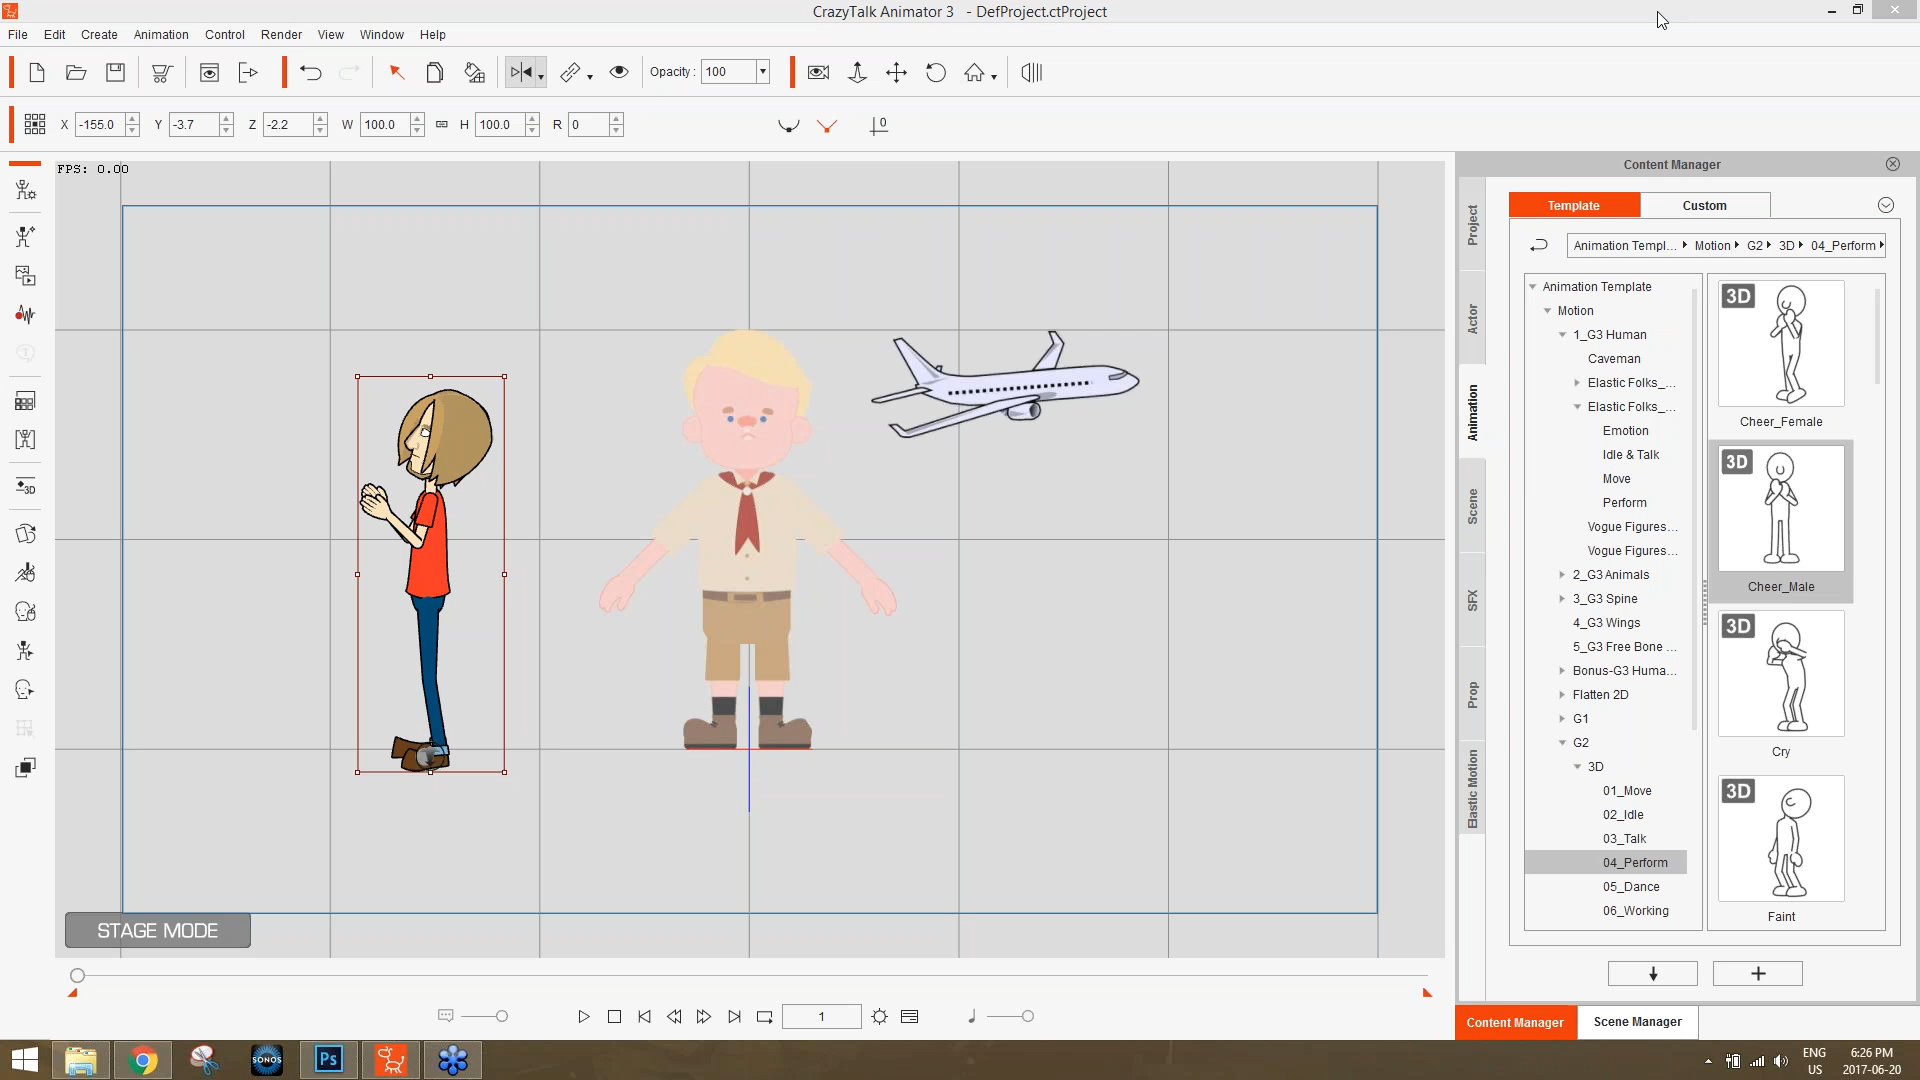 CrazyTalk Animator 3 - DefProject.ctProject
File Edit Create Animation Control Render View Window Help
Opacity : 100
X -155.0 Y -3.7 Z -2.2 W 100.0 H 100.0 R 0
0
FPS: 0.00
Content Manager
Template Custom
Animation Templ... Motion G2 3D 04_Perform
Project
Actor
Animation
Scene
SFX
Prop
Elastic Motion
Animation Template
Motion
1_G3 Human
Caveman
Elastic Folks_...
Elastic Folks_...
Emotion
Idle & Talk
Move
Perform
Vogue Figures...
Vogue Figures...
2_G3 Animals
3_G3 Spine
4_G3 Wings
5_G3 Free Bone ...
Bonus-G3 Huma...
Flatten 2D
G1
G2
3D
01_Move
02_Idle
03_Talk
04_Perform
05_Dance
06_Working
3D
Cheer_Female
3D
Cheer_Male
3D
Cry
3D
Faint
STAGE MODE
1
Content Manager Scene Manager
SONOS
Ps
ENG
US
6:26 PM
2017-06-20